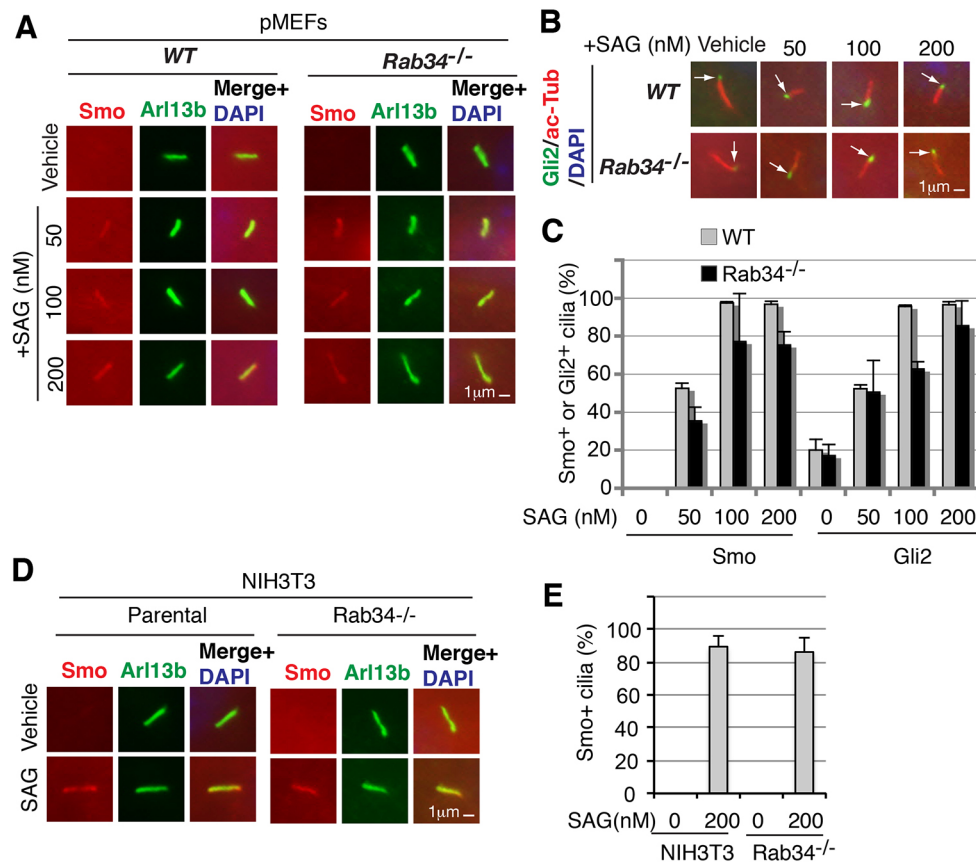 A
pMEFs
WT
Rab34-/-
Smo Arl13b Merge+ DAPI
Smo Arl13b Merge+ DAPI
Vehicle
+SAG (nM)
50
100
200
1μm
B
+SAG (nM) Vehicle 50 100 200
Gli2/ac-Tub
/DAPI
WT
Rab34-/-
1μm
C
WT
Rab34-/-
Smo+ or Gli2+ cilia (%)
100
80
60
40
20
0
SAG (nM) 0 50 100 200 0 50 100 200
Smo Gli2
D
NIH3T3
Parental Rab34-/-
Smo Arl13b Merge+ DAPI
Smo Arl13b Merge+ DAPI
Vehicle
SAG
1μm
E
Smo+ cilia (%)
100
80
60
40
20
0
SAG(nM) 0 200 0 200
NIH3T3 Rab34-/-